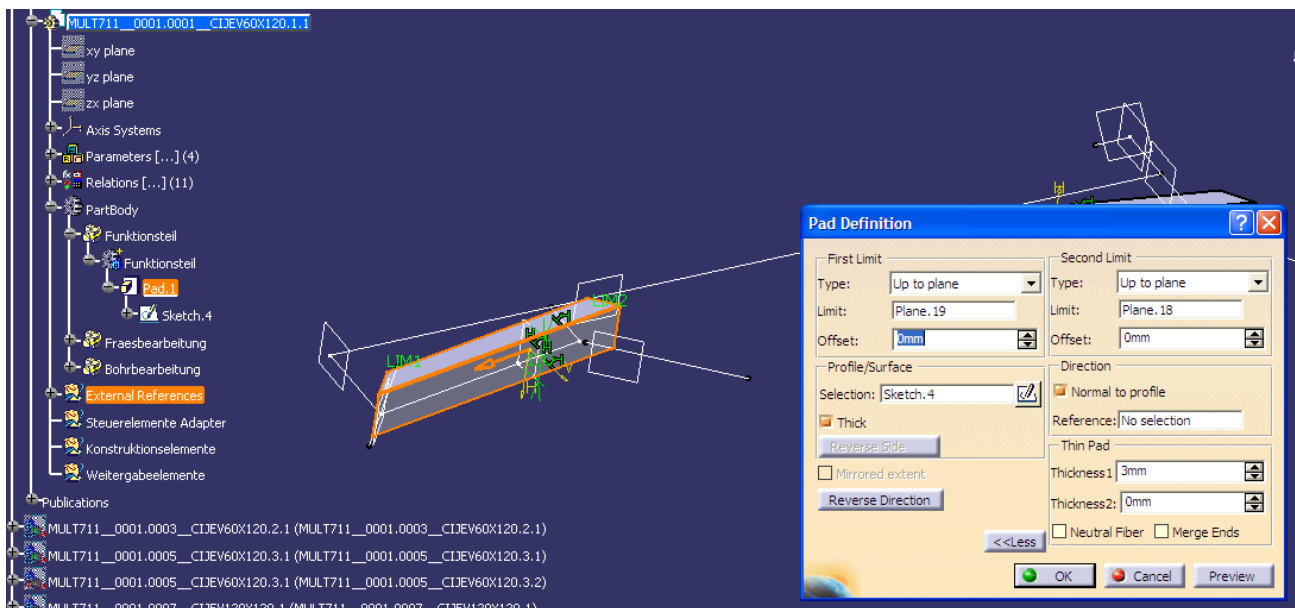 MULT711__0001.0001__CIJEV60X120.1.1
xy plane
yz plane
zx plane
Axis Systems
Parameters [...] (4)
Relations [...] (11)
PartBody
Funktionsteil
Funktionsteil
Pad.1
Sketch.4
Fraesbearbeitung
Bohrbearbeitung
External References
Steuerelemente Adapter
Konstruktionselemente
Weitergabeelemente
Publications
MULT711__0001.0003__CIJEV60X120.2.1 (MULT711__0001.0003__CIJEV60X120.2.1)
MULT711__0001.0005__CIJEV60X120.3.1 (MULT711__0001.0005__CIJEV60X120.3.1)
MULT711__0001.0005__CIJEV60X120.3.1 (MULT711__0001.0005__CIJEV60X120.3.2)
MULT711__0001.0007__CIJEV120X120.1 (MULT711__0001.0007__CIJEV120X120.1)
LIM1
LIM2
H
V
H
Pad Definition
First Limit
Type: Up to plane
Limit: Plane.19
Offset: 0mm
Second Limit
Type: Up to plane
Limit: Plane.18
Offset: 0mm
Profile/Surface
Selection: Sketch.4
Thick
Reverse Side
Mirrored extent
Reverse Direction
Direction
Normal to profile
Reference: No selection
Thin Pad
Thickness1 3mm
Thickness2: 0mm
Neutral Fiber Merge Ends
<<Less
OK Cancel Preview